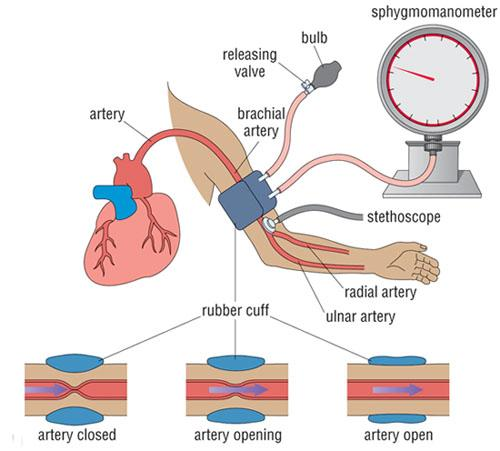 sphygmomanometer
bulb
releasing
valve
brachial
artery
artery
stethoscope
radial artery
ulnar artery
rubber cuff
artery closed
artery opening
artery open